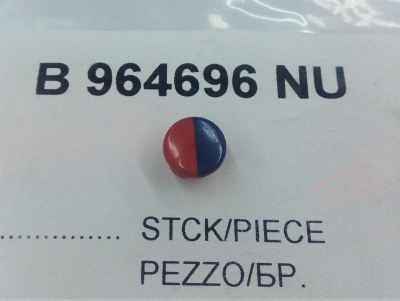 B 964696 NU
............... STCK/PIECE
PEZZO/БР.